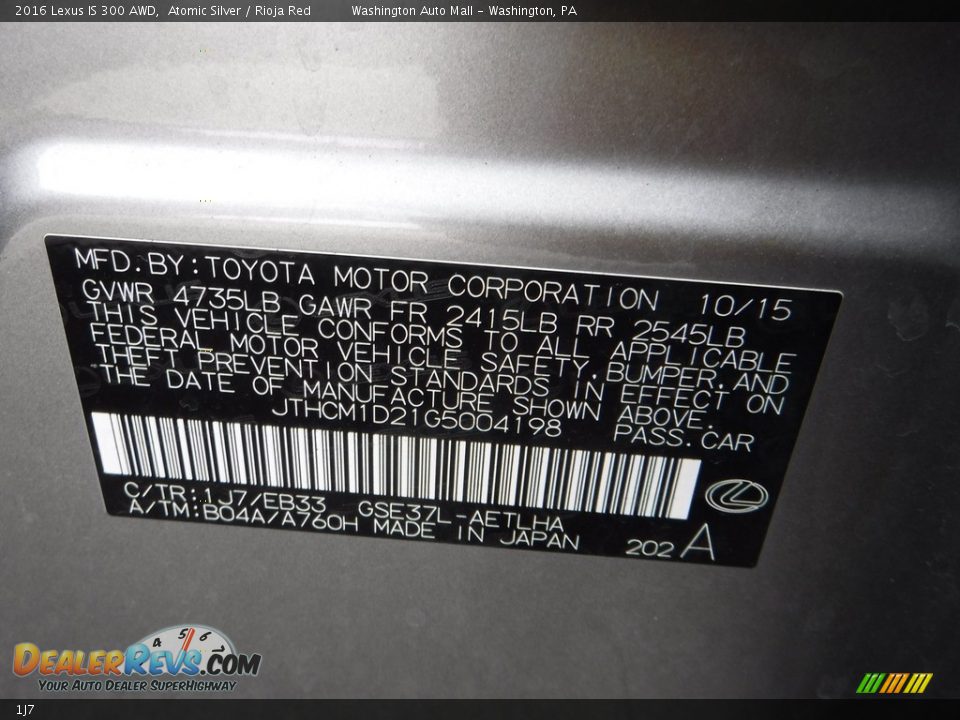 2016 Lexus IS 300 AWD, Atomic Silver / Rioja Red Washington Auto Mall - Washington, PA
MFD.BY:TOYOTA MOTOR CORPORATION 10/15
GVWR 4735LB GAWR FR 2415LB RR 2545LB
THIS VEHICLE CONFORMS TO ALL APPLICABLE
FEDERAL MOTOR VEHICLE SAFETY,BUMPER,AND
THEFT PREVENTION STANDARDS IN EFFECT ON
THE DATE OF MANUFACTURE SHOWN ABOVE.
JTHCM1D21G5004198 PASS.CAR
C/TR:1J7/EB33 GSE37L-AETLHA
A/TM:B04A/A760H MADE IN JAPAN 202 A
4 5 6
DEALERREVS.COM
YOUR AUTO DEALER SUPERHIGHWAY
1J7